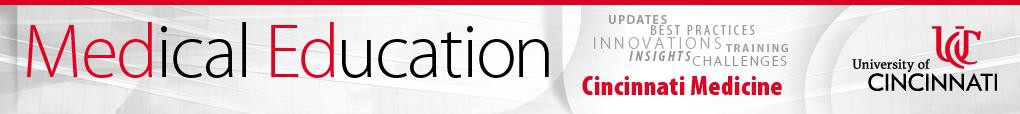 Medical Education
UPDATES
BEST PRACTICES
INNOVATIONS TRAINING
INSIGHTS CHALLENGES
Cincinnati Medicine
UC
University of
CINCINNATI